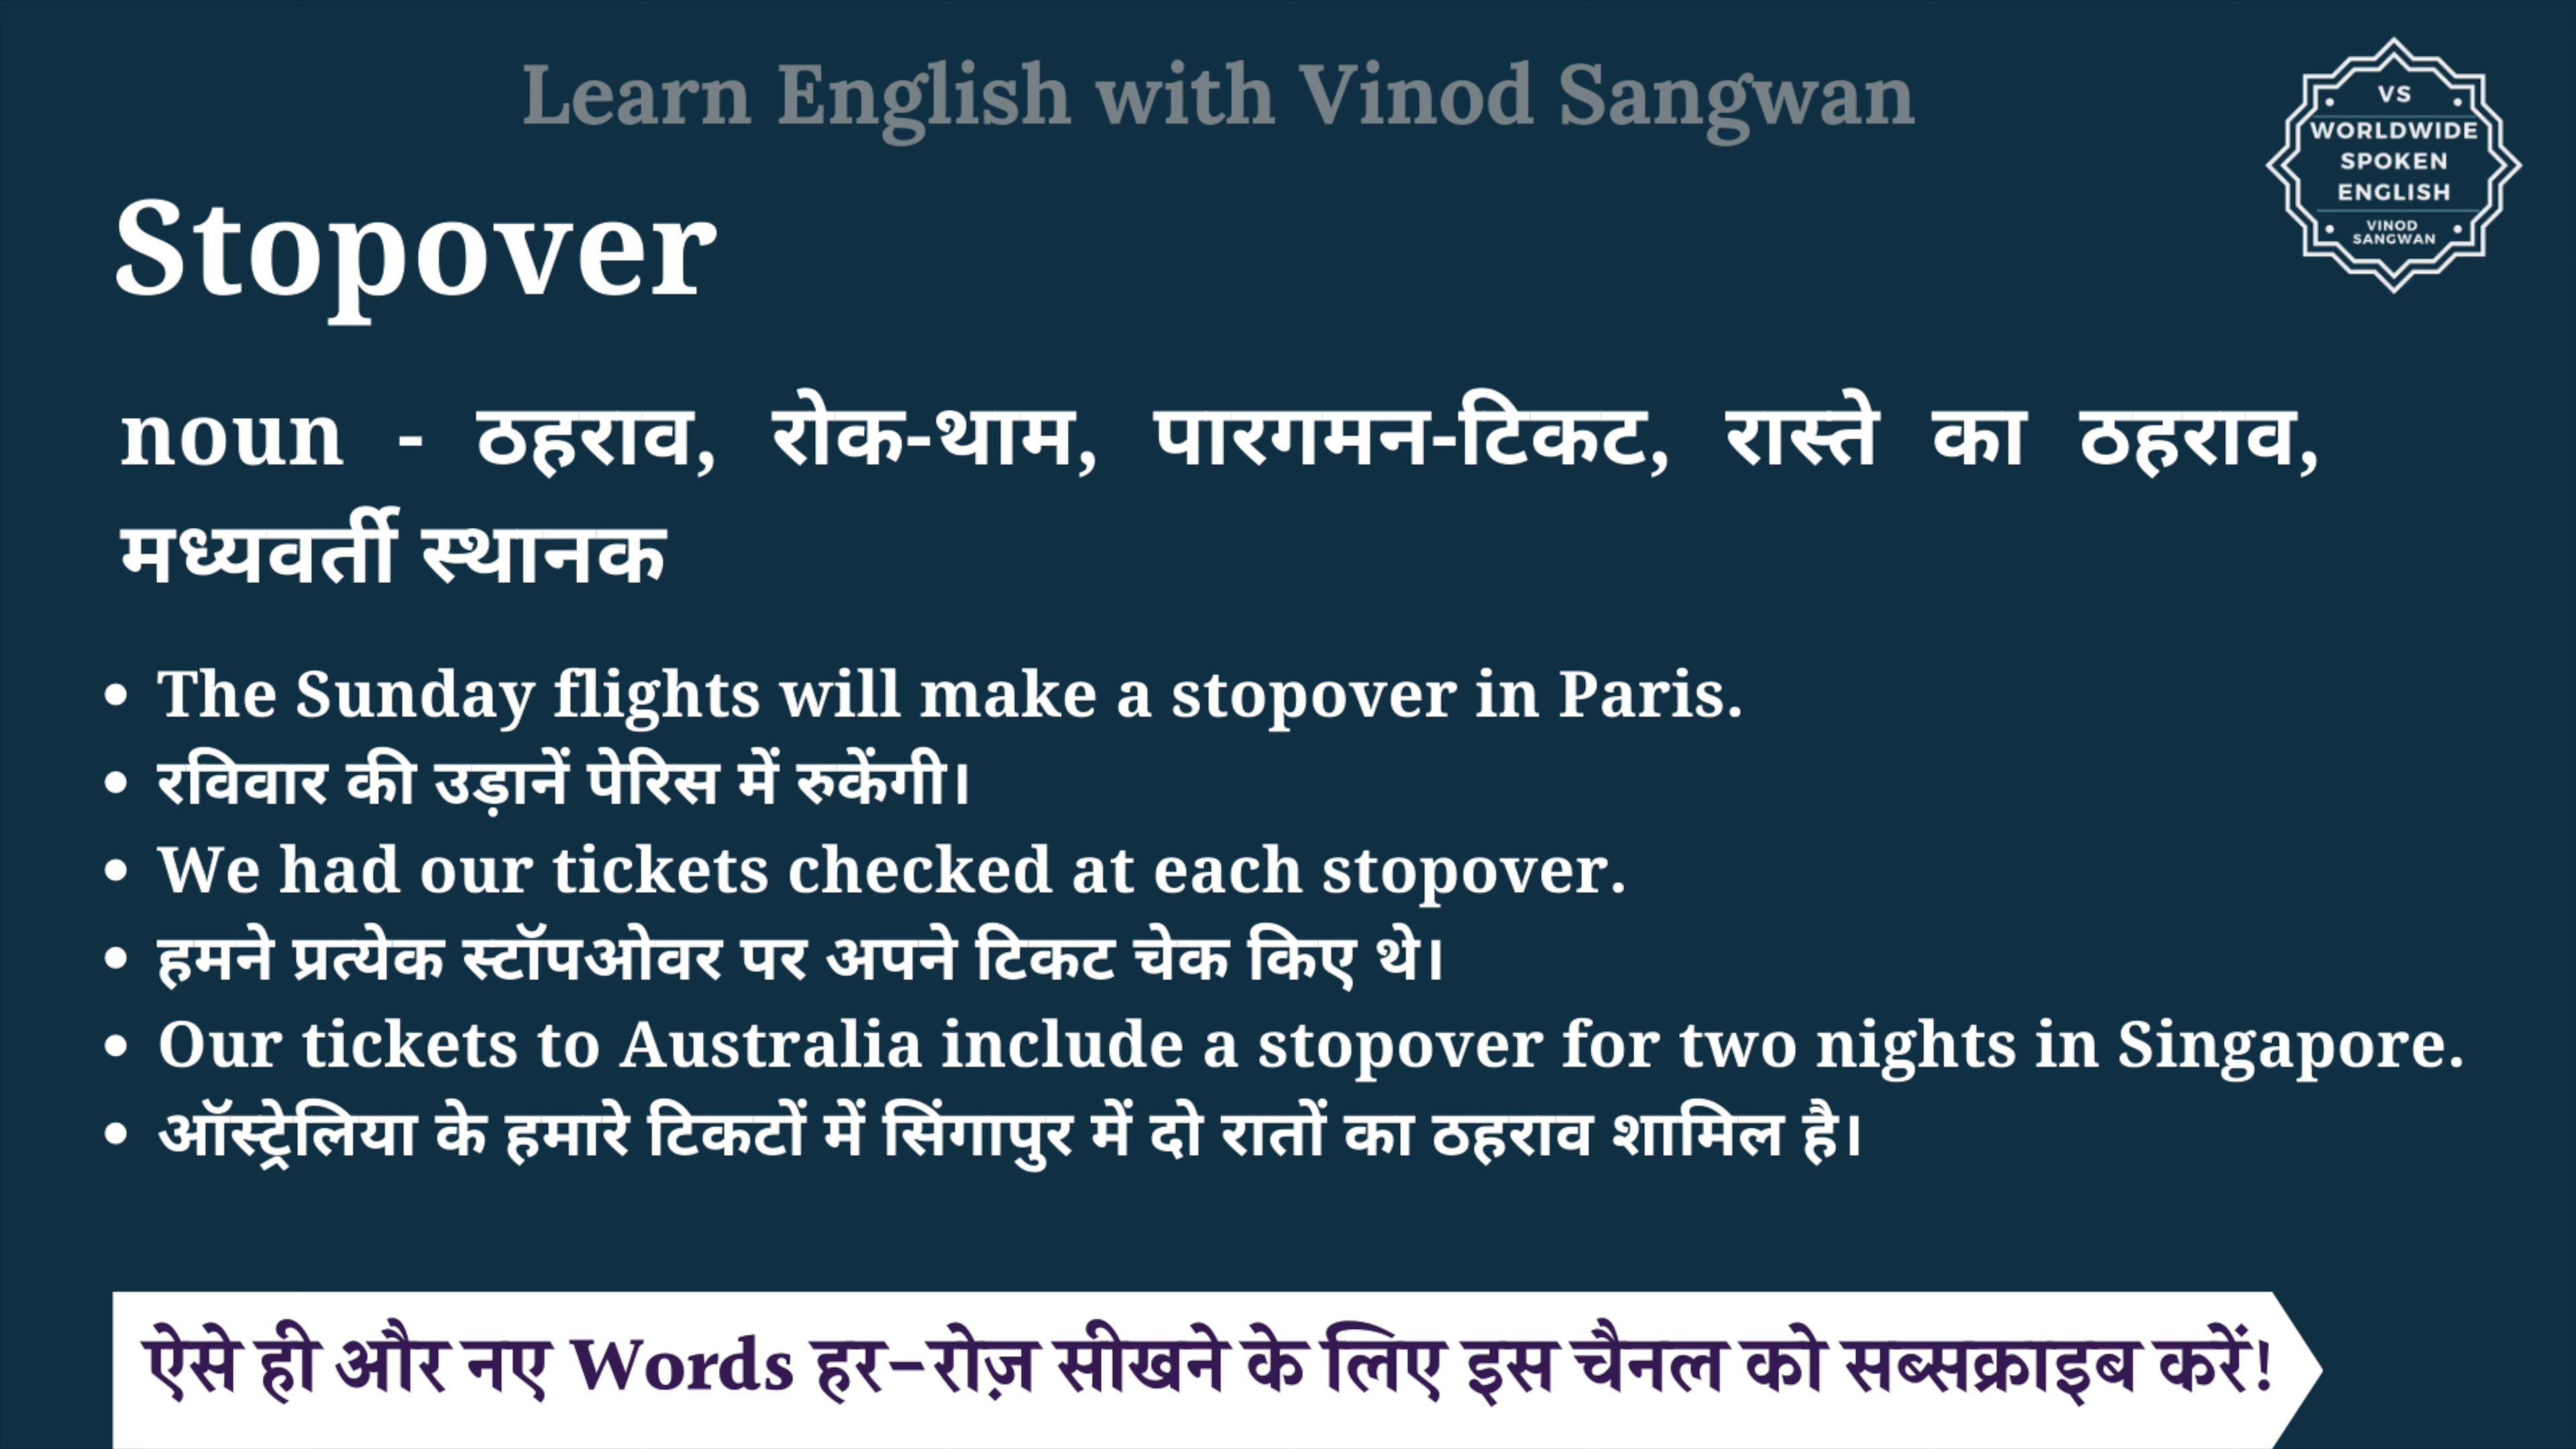 Learn English with Vinod Sangwan
VS
WORLDWIDE
SPOKEN
ENGLISH
VINOD
SANGWAN
Stopover
noun - ठहराव, रोक-थाम, पारगमन-टिकट, रास्ते का ठहराव,
मध्यवर्ती स्थानक
• The Sunday flights will make a stopover in Paris.
• रविवार की उड़ानें पेरिस में रुकेंगी।
• We had our tickets checked at each stopover.
• हमने प्रत्येक स्टॉपओवर पर अपने टिकट चेक किए थे।
• Our tickets to Australia include a stopover for two nights in Singapore.
• ऑस्ट्रेलिया के हमारे टिकटों में सिंगापुर में दो रातों का ठहराव शामिल है।
ऐसे ही और नए Words हर-रोज़ सीखने के लिए इस चैनल को सब्सक्राइब करें!